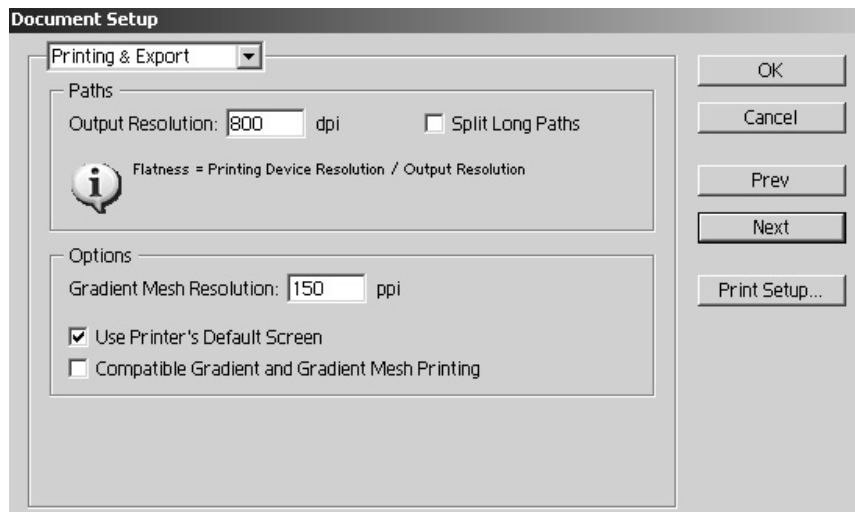 Document Setup
Printing & Export
Paths
Output Resolution: 800 dpi Split Long Paths
Flatness = Printing Device Resolution / Output Resolution
Options
Gradient Mesh Resolution: 150 ppi
Use Printer's Default Screen
Compatible Gradient and Gradient Mesh Printing
OK
Cancel
Prev
Next
Print Setup...